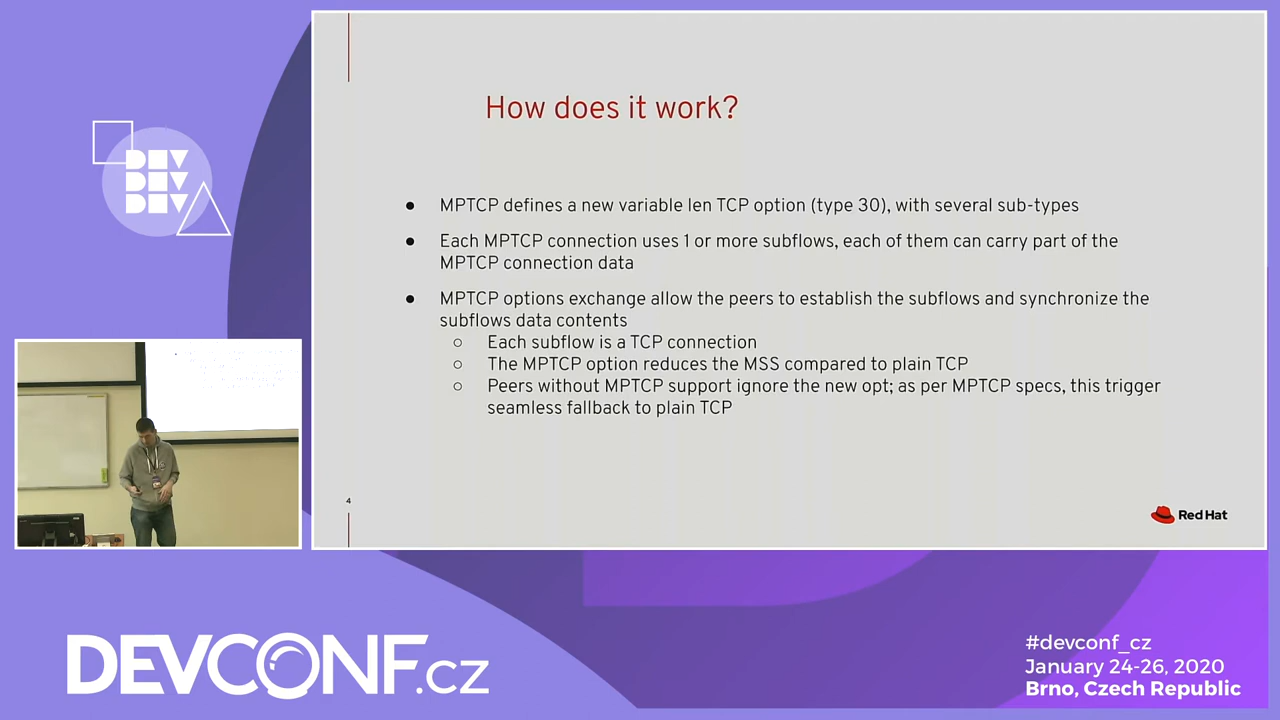 DEV
DEV
DEV
How does it work?
● MPTCP defines a new variable len TCP option (type 30), with several sub-types
● Each MPTCP connection uses 1 or more subflows, each of them can carry part of the
MPTCP connection data
● MPTCP options exchange allow the peers to establish the subflows and synchronize the
subflows data contents
○ Each subflow is a TCP connection
○ The MPTCP option reduces the MSS compared to plain TCP
○ Peers without MPTCP support ignore the new opt; as per MPTCP specs, this trigger
seamless fallback to plain TCP
4
Red Hat
DEVCONF.CZ
#devconf_cz
January 24-26, 2020
Brno, Czech Republic